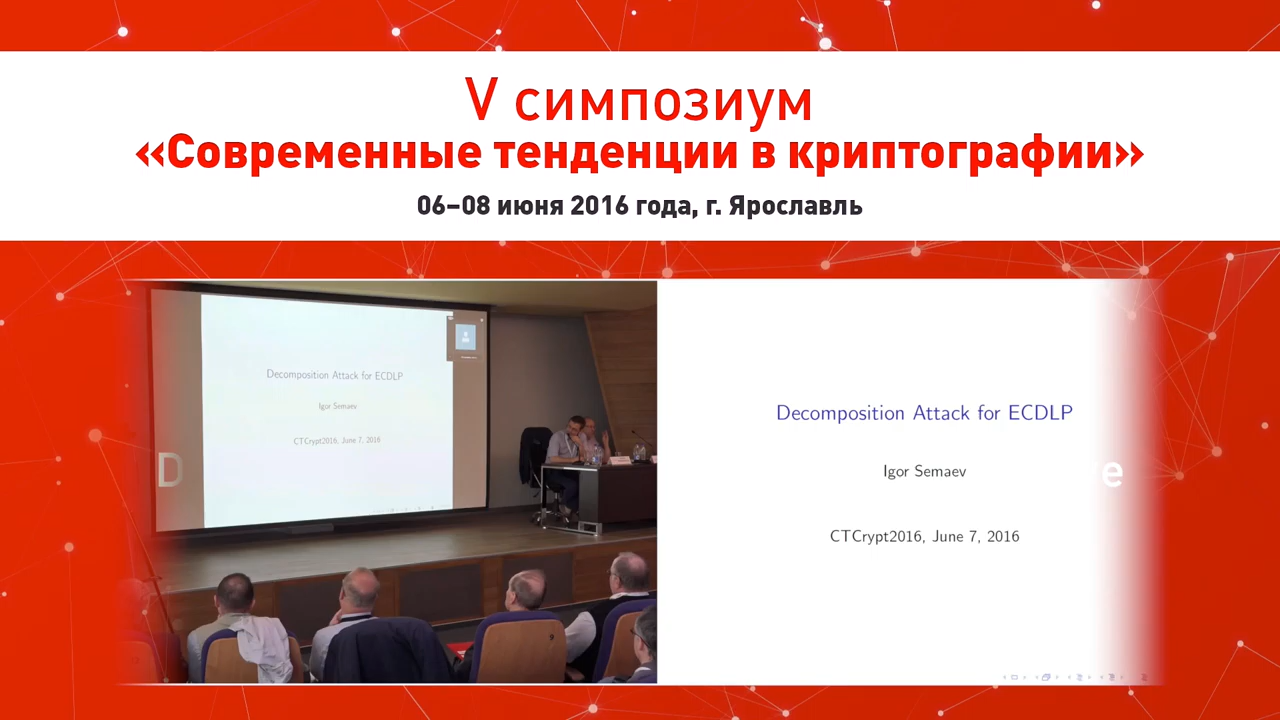 V симпозиум
«Современные тенденции в криптографии»
06–08 июня 2016 года, г. Ярославль
Decomposition Attack for ECDLP
Igor Semaev
CTCrypt2016, June 7, 2016
D
Decomposition Attack for ECDLP
Igor Semaev
CTCrypt2016, June 7, 2016
e